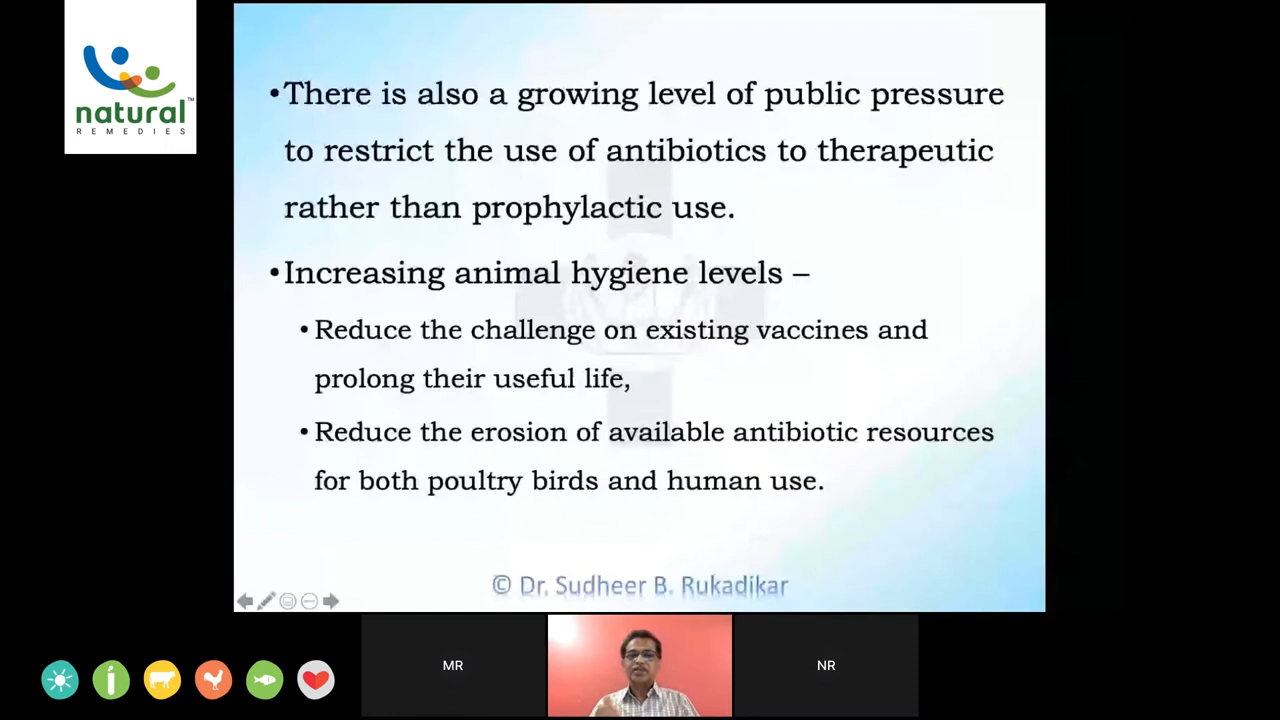 natural™
REMEDIES
•There is also a growing level of public pressure
to restrict the use of antibiotics to therapeutic
rather than prophylactic use.
•Increasing animal hygiene levels –
•Reduce the challenge on existing vaccines and
prolong their useful life,
•Reduce the erosion of available antibiotic resources
for both poultry birds and human use.
© Dr. Sudheer B. Rukadikar
MR
NR